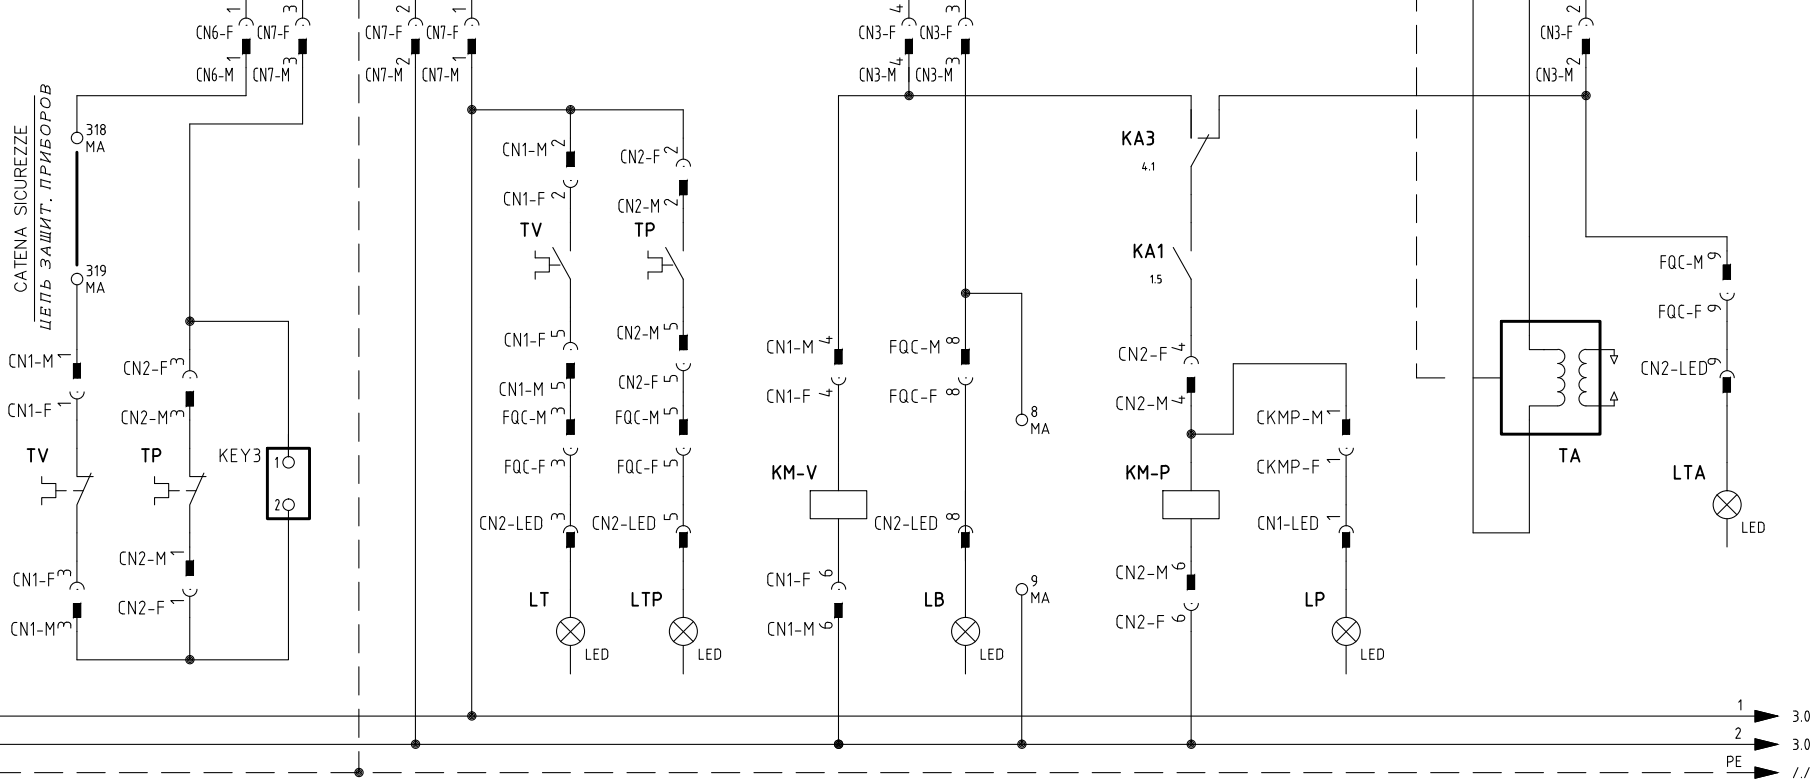 1
3
2
1
4
3
2
CN6-F
CN7-F
CN7-F
CN7-F
CN3-F
CN3-F
CN3-F
CN6-M 1
CN7-M 3
CN7-M 2
CN7-M 1
CN3-M 4
CN3-M 3
CN3-M 2
CATENA SICUREZZE
ЦЕПЬ ЗАЩИТ. ПРИБОРОВ
318
MA
319
MA
CN1-M 2
CN1-F 2
TV
CN2-F 2
CN2-M 2
TP
KA3
4.1
KA1
1.5
FQC-M 9
FQC-F 9
CN2-LED 9
CN1-M 1
CN1-F 1
TV
CN2-F 3
CN2-M 3
TP
KEY3
1
2
CN1-F 5
CN1-M 5
FQC-M 3
FQC-F 3
CN2-LED 3
CN2-M 5
CN2-F 5
FQC-M 5
FQC-F 5
CN2-LED 5
CN1-M 4
CN1-F 4
KM-V
FQC-M 8
FQC-F 8
CN2-LED 8
8
MA
CN2-F 4
CN2-M 4
KM-P
CKMP-M 1
CKMP-F 1
CN1-LED 1
TA
LTA
LED
CN1-F 3
CN1-M 3
CN2-M 1
CN2-F 1
LT
LED
LTP
LED
CN1-F 6
CN1-M 6
LB
LED
9
MA
CN2-M 6
CN2-F 6
LP
LED
1
3.0
2
3.0
PE
/./